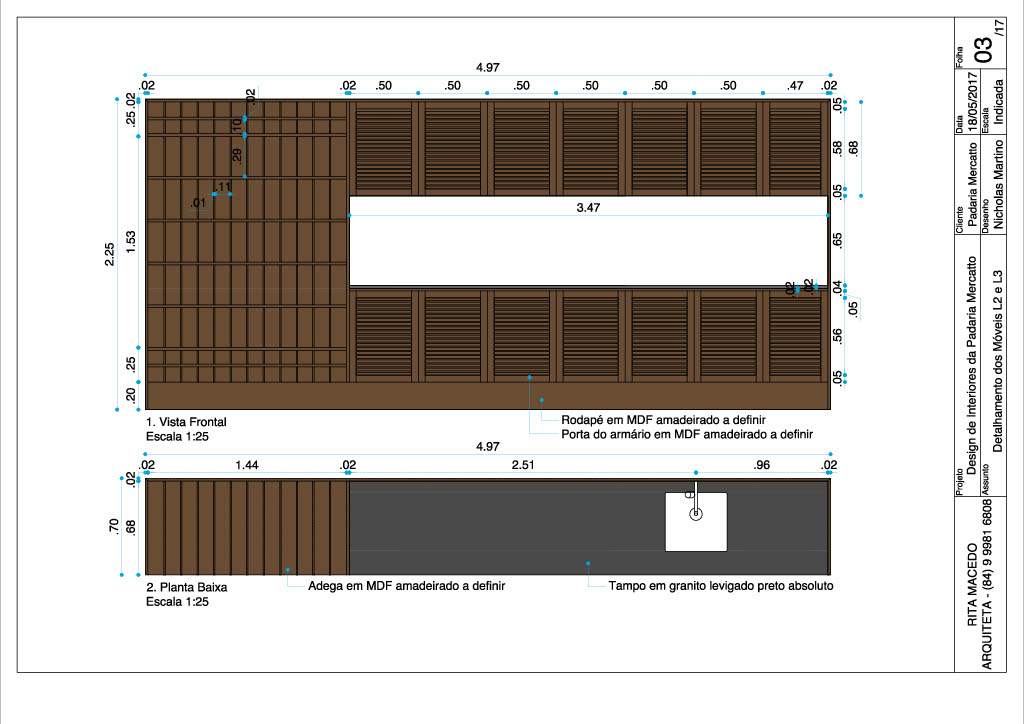 4.97
.02
.02
.50
.50
.50
.50
.50
.47
.02
.02
.25
1.53
2.25
.25
.20
.02
.10
.29
.11
.01
3.47
.05
.58
.68
.05
.65
.02
.02
.04
.05
.56
.05
Rodapé em MDF amadeirado a definir
Porta do armário em MDF amadeirado a definir
1. Vista Frontal
Escala 1:25
4.97
.02
1.44
.02
2.51
.96
.02
.02
.70
.68
Adega em MDF amadeirado a definir
Tampo em granito levigado preto absoluto
2. Planta Baixa
Escala 1:25
Folha
03
/17
Data
18/05/2017
Escala
Indicada
Cliente
Padaria Mercatto
Desenho
Nicholas Martino
Projeto
Design de Interiores da Padaria Mercatto
Assunto
Detalhamento dos Móveis L2 e L3
RITA MACEDO
ARQUITETA - (84) 9 9981 6808